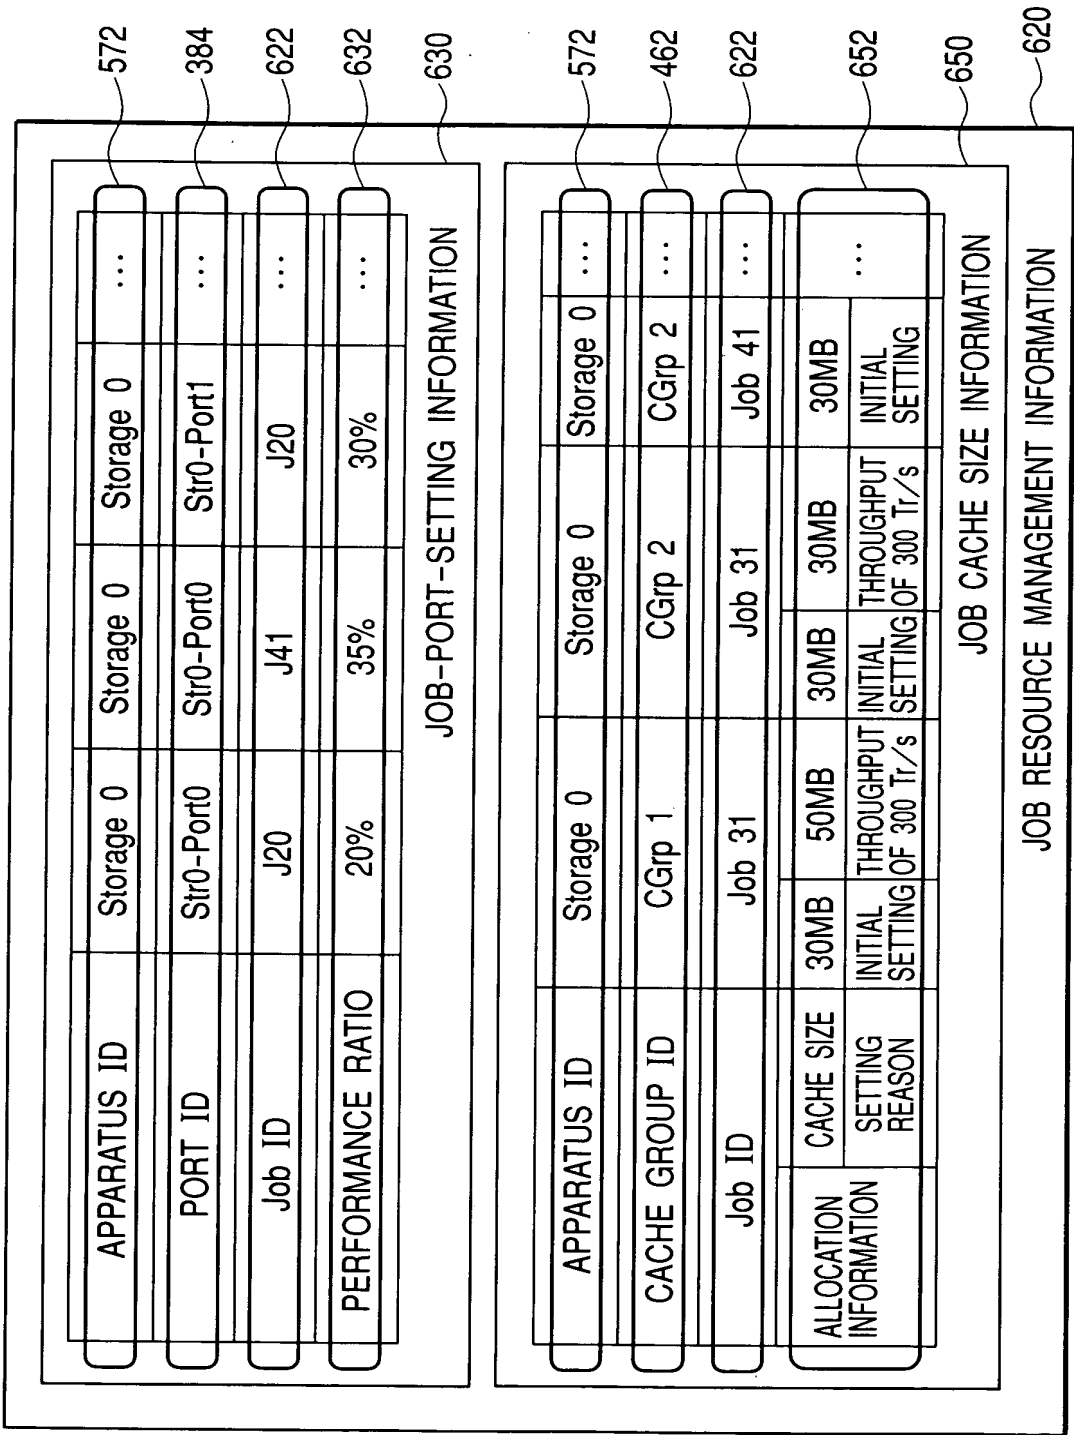 APPARATUS ID Storage 0 Storage 0 Storage 0 ... 572
PORT ID Str0-Port0 Str0-Port0 Str0-Port1 ... 384
Job ID J20 J41 J20 ... 622
PERFORMANCE RATIO 20% 35% 30% ... 632
JOB-PORT-SETTING INFORMATION 630
APPARATUS ID Storage 0 Storage 0 Storage 0 ... 572
CACHE GROUP ID CGrp 1 CGrp 2 CGrp 2 ... 462
Job ID Job 31 Job 31 Job 41 ... 622
ALLOCATION INFORMATION
CACHE SIZE 30MB 50MB 30MB 30MB 30MB ... 652
SETTING REASON
INITIAL SETTING
THROUGHPUT OF 300 Tr/s
INITIAL SETTING
THROUGHPUT OF 300 Tr/s
INITIAL SETTING
JOB CACHE SIZE INFORMATION 650
JOB RESOURCE MANAGEMENT INFORMATION 620